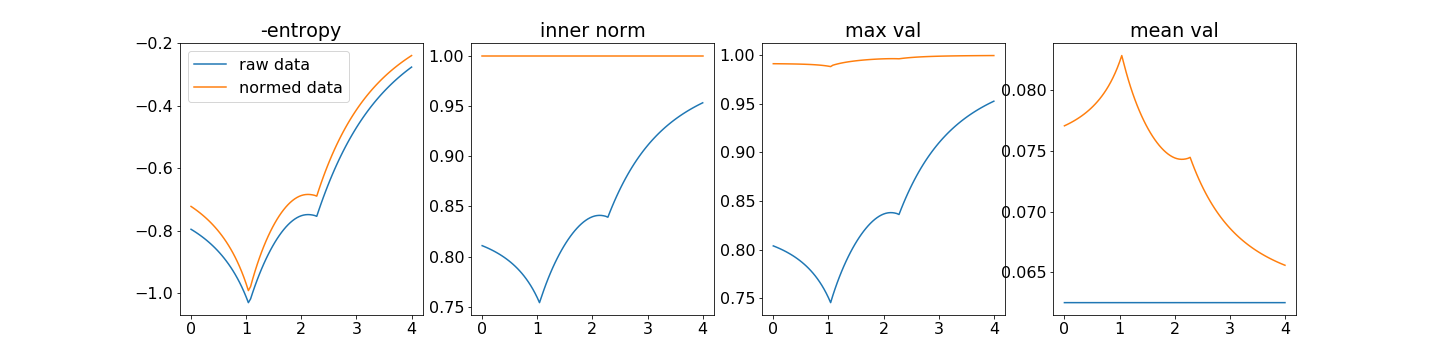 -entropy
inner norm
max val
mean val
raw data
normed data
−0.2
−0.4
−0.6
−0.8
−1.0
0 1 2 3 4
1.00
0.95
0.90
0.85
0.80
0.75
0 1 2 3 4
1.00
0.95
0.90
0.85
0.80
0.75
0 1 2 3 4
0.080
0.075
0.070
0.065
0 1 2 3 4